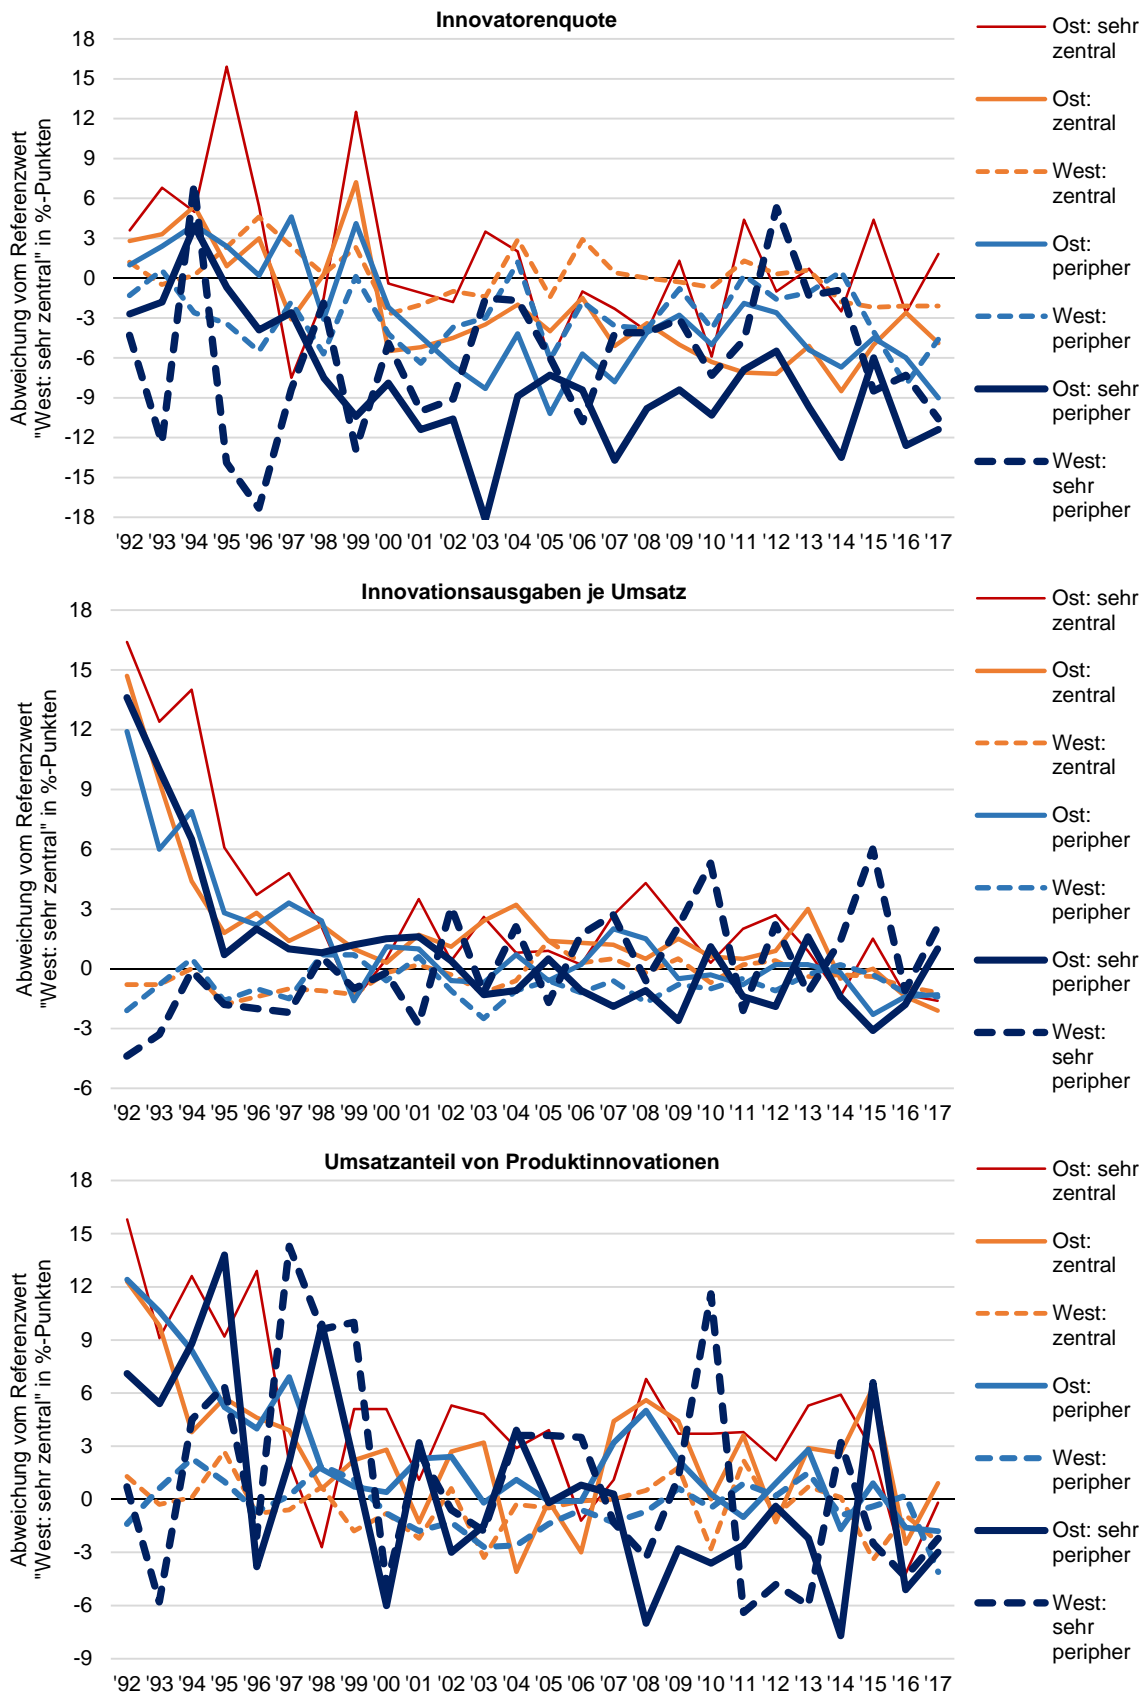 Innovatorenquote
Abweichung vom Referenzwert
"West: sehr zentral" in %-Punkten
18
15
12
9
6
3
0
-3
-6
-9
-12
-15
-18
'92 '93 '94 '95 '96 '97 '98 '99 '00 '01 '02 '03 '04 '05 '06 '07 '08 '09 '10 '11 '12 '13 '14 '15 '16 '17
Ost: sehr
zentral
Ost:
zentral
West:
zentral
Ost:
peripher
West:
peripher
Ost: sehr
peripher
West:
sehr
peripher
Innovationsausgaben je Umsatz
Abweichung vom Referenzwert
"West: sehr zentral" in %-Punkten
18
15
12
9
6
3
0
-3
-6
'92 '93 '94 '95 '96 '97 '98 '99 '00 '01 '02 '03 '04 '05 '06 '07 '08 '09 '10 '11 '12 '13 '14 '15 '16 '17
Ost: sehr
zentral
Ost:
zentral
West:
zentral
Ost:
peripher
West:
peripher
Ost: sehr
peripher
West:
sehr
peripher
Umsatzanteil von Produktinnovationen
Abweichung vom Referenzwert
"West: sehr zentral" in %-Punkten
18
15
12
9
6
3
0
-3
-6
-9
'92 '93 '94 '95 '96 '97 '98 '99 '00 '01 '02 '03 '04 '05 '06 '07 '08 '09 '10 '11 '12 '13 '14 '15 '16 '17
Ost: sehr
zentral
Ost:
zentral
West:
zentral
Ost:
peripher
West:
peripher
Ost: sehr
peripher
West:
sehr
peripher